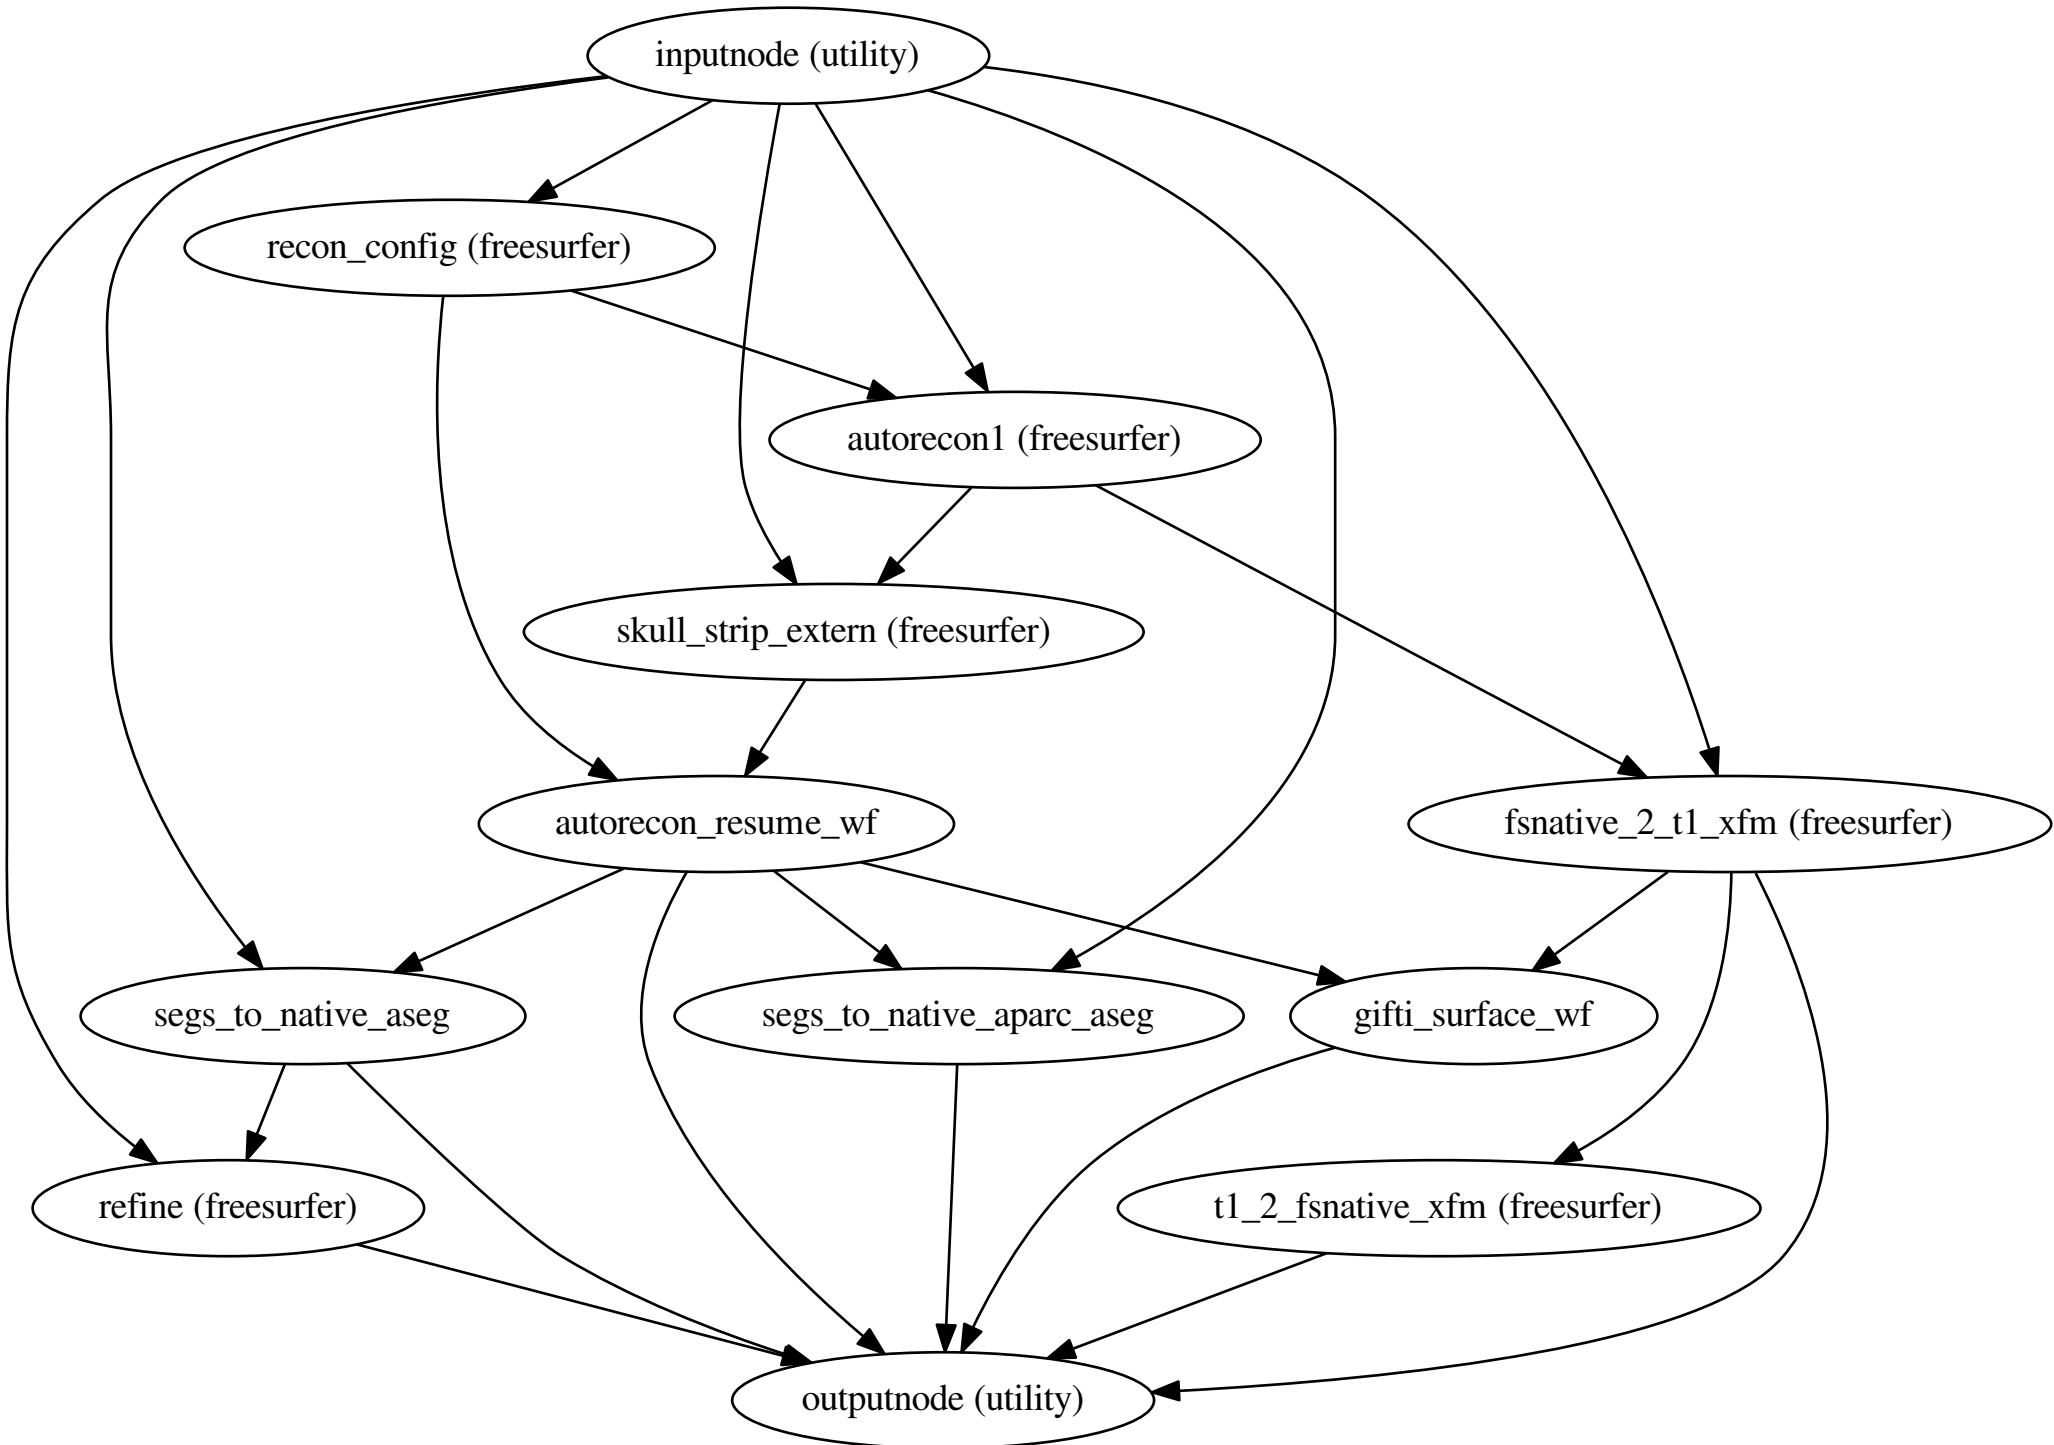 inputnode (utility)
recon_config (freesurfer)
autorecon1 (freesurfer)
skull_strip_extern (freesurfer)
autorecon_resume_wf
fsnative_2_t1_xfm (freesurfer)
segs_to_native_aseg
segs_to_native_aparc_aseg
gifti_surface_wf
refine (freesurfer)
t1_2_fsnative_xfm (freesurfer)
outputnode (utility)